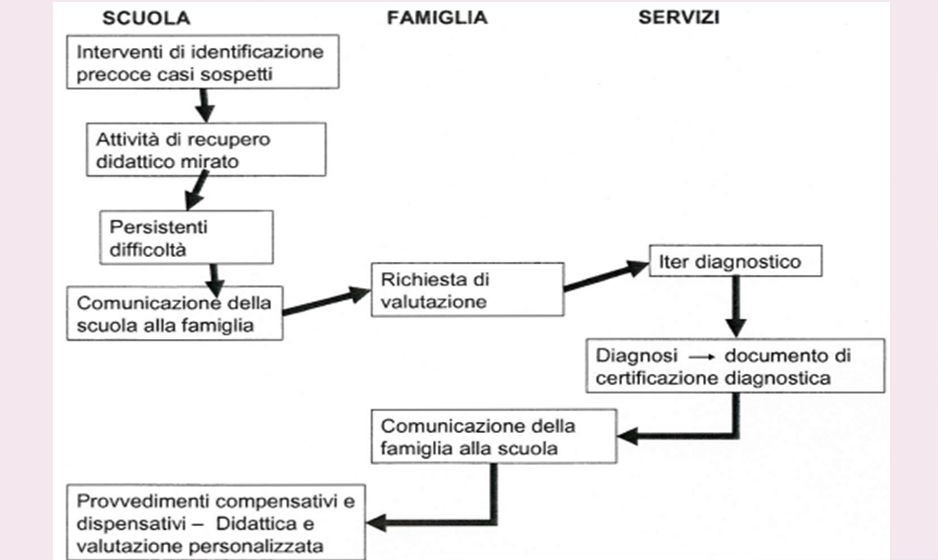 SCUOLA FAMIGLIA SERVIZI
Interventi di identificazione
precoce casi sospetti
Attività di recupero
didattico mirato
Persistenti
difficoltà
Comunicazione della
scuola alla famiglia
Richiesta di
valutazione
Iter diagnostico
Diagnosi → documento di
certificazione diagnostica
Comunicazione della
famiglia alla scuola
Provvedimenti compensativi e
dispensativi – Didattica e
valutazione personalizzata